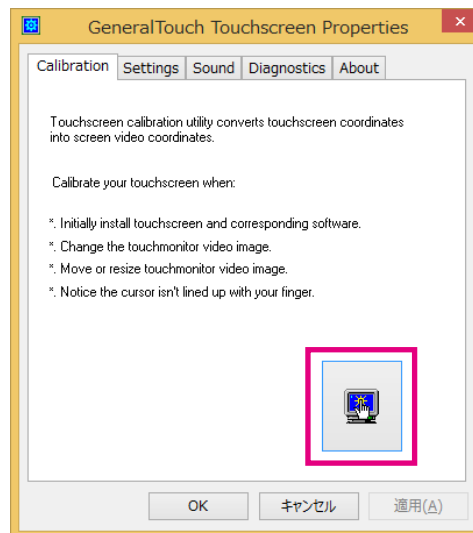 GeneralTouch Touchscreen Properties
Calibration Settings Sound Diagnostics About
Touchscreen calibration utility converts touchscreen coordinates
into screen video coordinates.
Calibrate your touchscreen when:
*. Initially install touchscreen and corresponding software.
*. Change the touchmonitor video image.
*. Move or resize touchmonitor video image.
*. Notice the cursor isn't lined up with your finger.
OK キャンセル 適用(A)